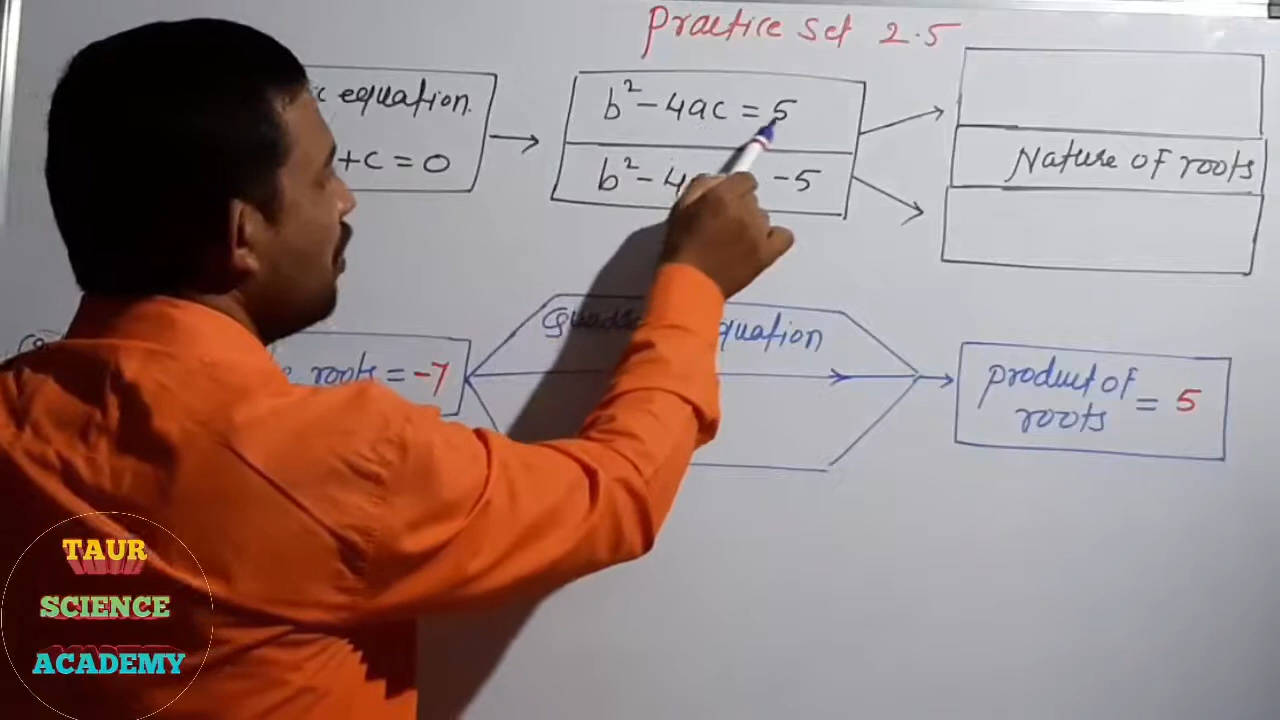 Practice Set 2.5
equation.
+c = 0
b² - 4ac = 5
b² - 4 - 5
Nature of roots
roots = -7
equation
product of
roots = 5
TAUR
SCIENCE
ACADEMY